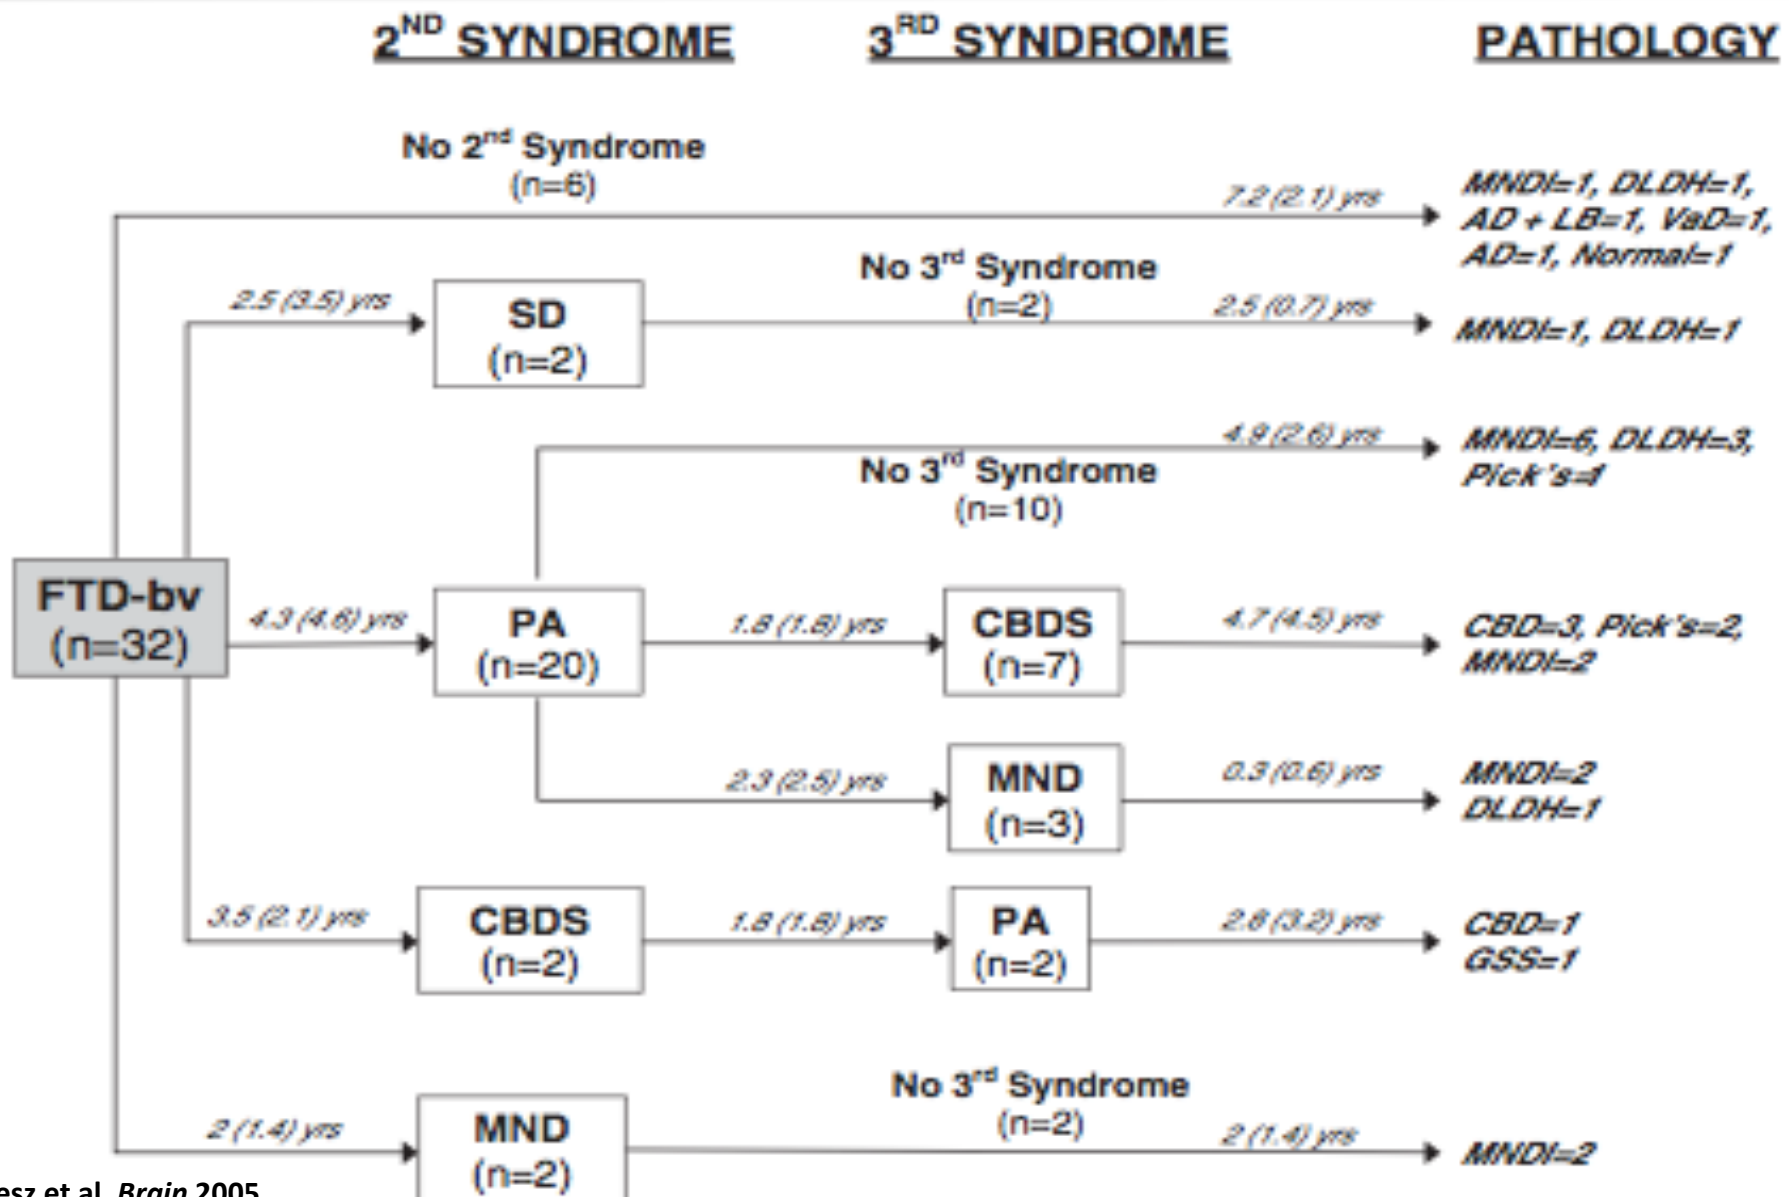 2ND SYNDROME 3RD SYNDROME PATHOLOGY
No 2nd Syndrome
(n=6)
7.2 (2.1) yrs
MNDI=1, DLDH=1,
AD + LB=1, VaD=1,
AD=1, Normal=1
2.5 (3.5) yrs
SD
(n=2)
No 3rd Syndrome
(n=2)
2.5 (0.7) yrs
MNDI=1, DLDH=1
4.9 (2.6) yrs
No 3rd Syndrome
(n=10)
MNDI=6, DLDH=3,
Pick's=1
FTD-bv
(n=32)
4.3 (4.6) yrs
PA
(n=20)
1.8 (1.8) yrs
CBDS
(n=7)
4.7 (4.5) yrs
CBD=3, Pick's=2,
MNDI=2
2.3 (2.5) yrs
MND
(n=3)
0.3 (0.6) yrs
MNDI=2
DLDH=1
3.5 (2.1) yrs
CBDS
(n=2)
1.8 (1.8) yrs
PA
(n=2)
2.8 (3.2) yrs
CBD=1
GSS=1
2 (1.4) yrs
MND
(n=2)
No 3rd Syndrome
(n=2)
2 (1.4) yrs
MNDI=2
et al. Brain 2005